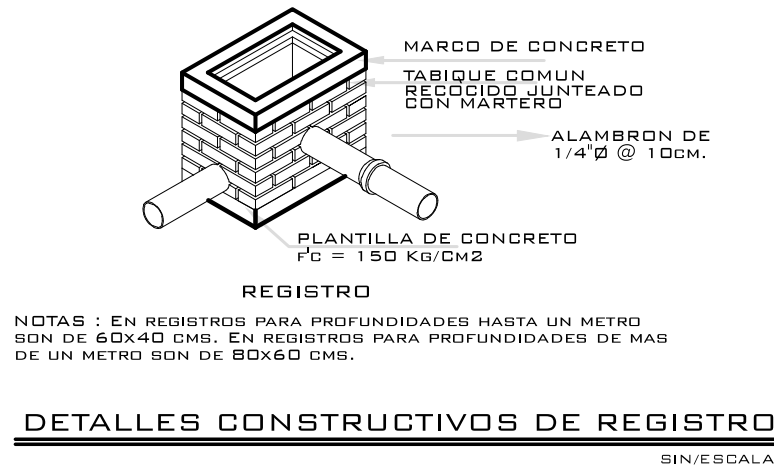 MARCO DE CONCRETO
TABIQUE COMUN
RECOCIDO JUNTEADO
CON MARTERO
ALAMBRON DE
1/4"Ø @ 10CM.
PLANTILLA DE CONCRETO
F'C = 150 KG/CM2
REGISTRO
NOTAS : EN REGISTROS PARA PROFUNDIDADES HASTA UN METRO
SON DE 60X40 CMS. EN REGISTROS PARA PROFUNDIDADES DE MAS
DE UN METRO SON DE 80X60 CMS.
DETALLES CONSTRUCTIVOS DE REGISTRO
SIN/ESCALA